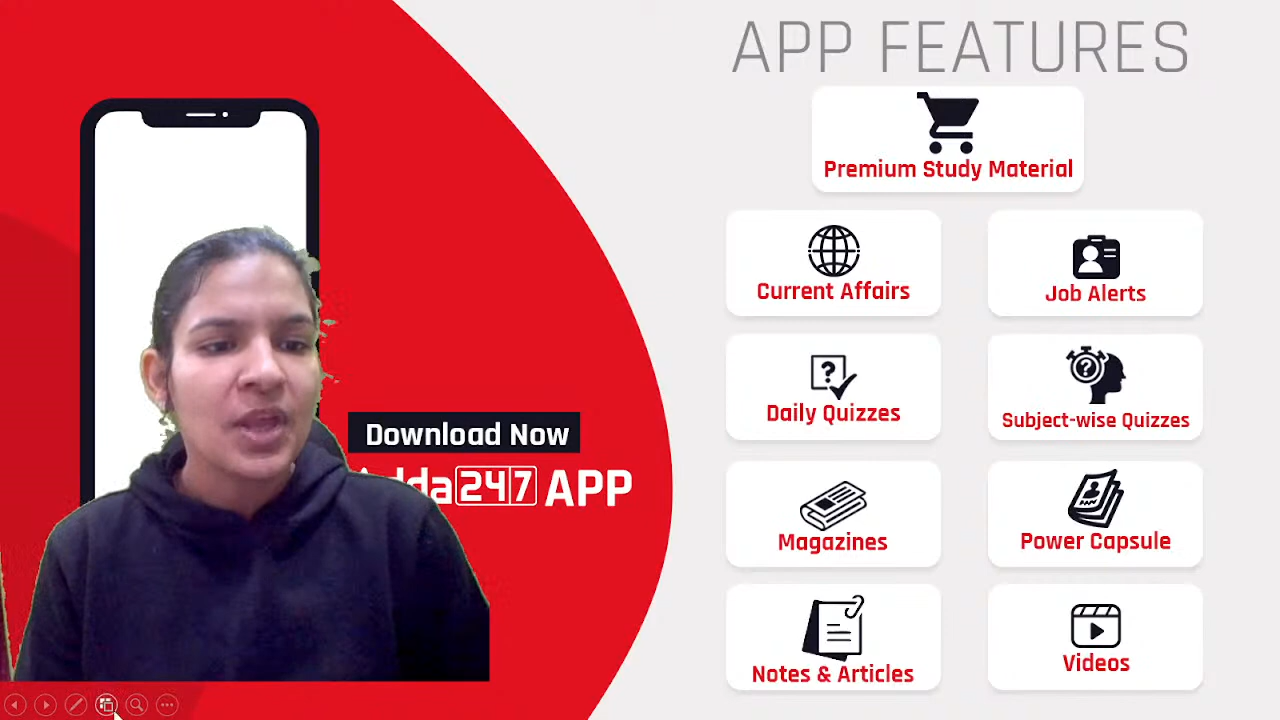 APP FEATURES
Premium Study Material
Current Affairs
Job Alerts
Daily Quizzes
Subject-wise Quizzes
Magazines
Power Capsule
Notes & Articles
Videos
Download Now
247 APP